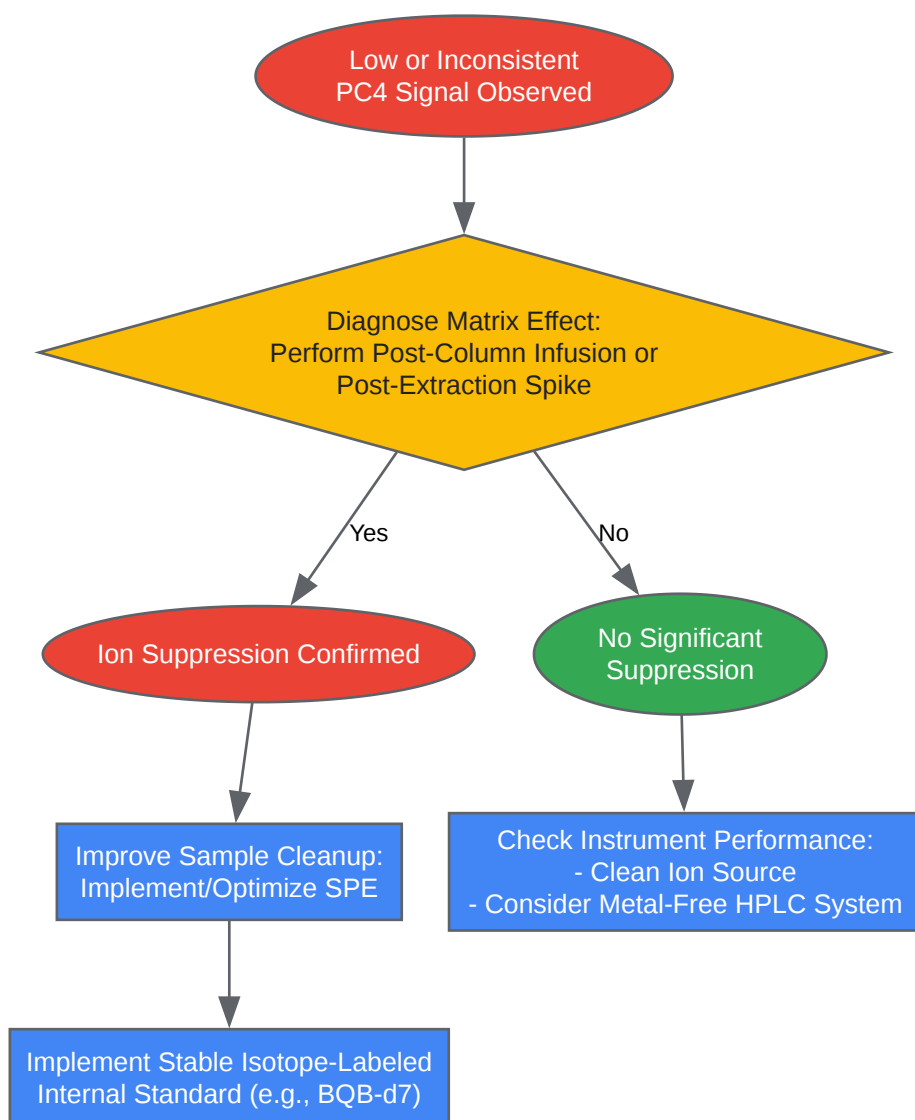 Low or Inconsistent
PC4 Signal Observed
Diagnose Matrix Effect:
Perform Post-Column Infusion or
Post-Extraction Spike
Yes
No
Ion Suppression Confirmed
No Significant
Suppression
Improve Sample Cleanup:
Implement/Optimize SPE
Check Instrument Performance:
- Clean Ion Source
- Consider Metal-Free HPLC System
Implement Stable Isotope-Labeled
Internal Standard (e.g., BQB-d7)